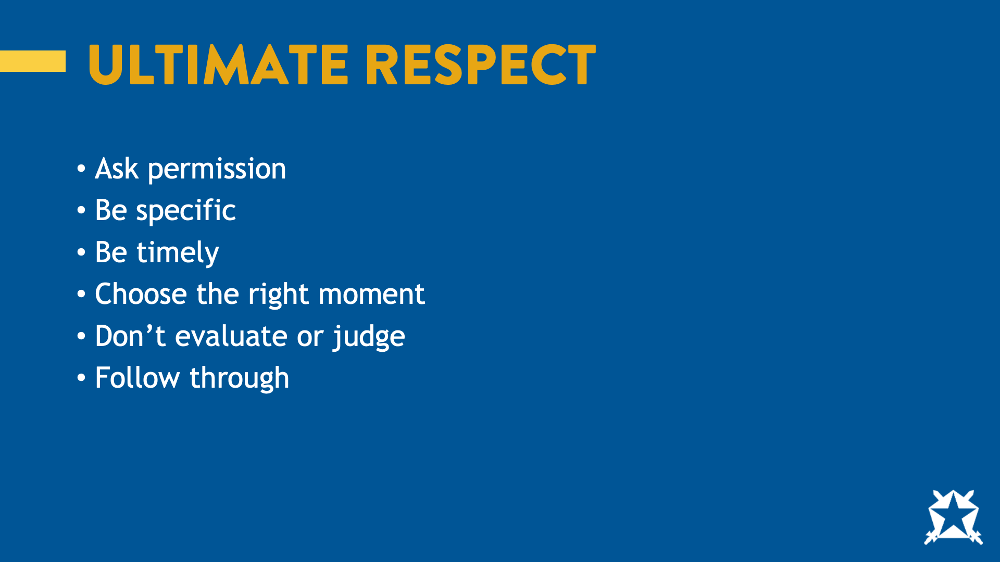 ULTIMATE RESPECT
• Ask permission
• Be specific
• Be timely
• Choose the right moment
• Don’t evaluate or judge
• Follow through